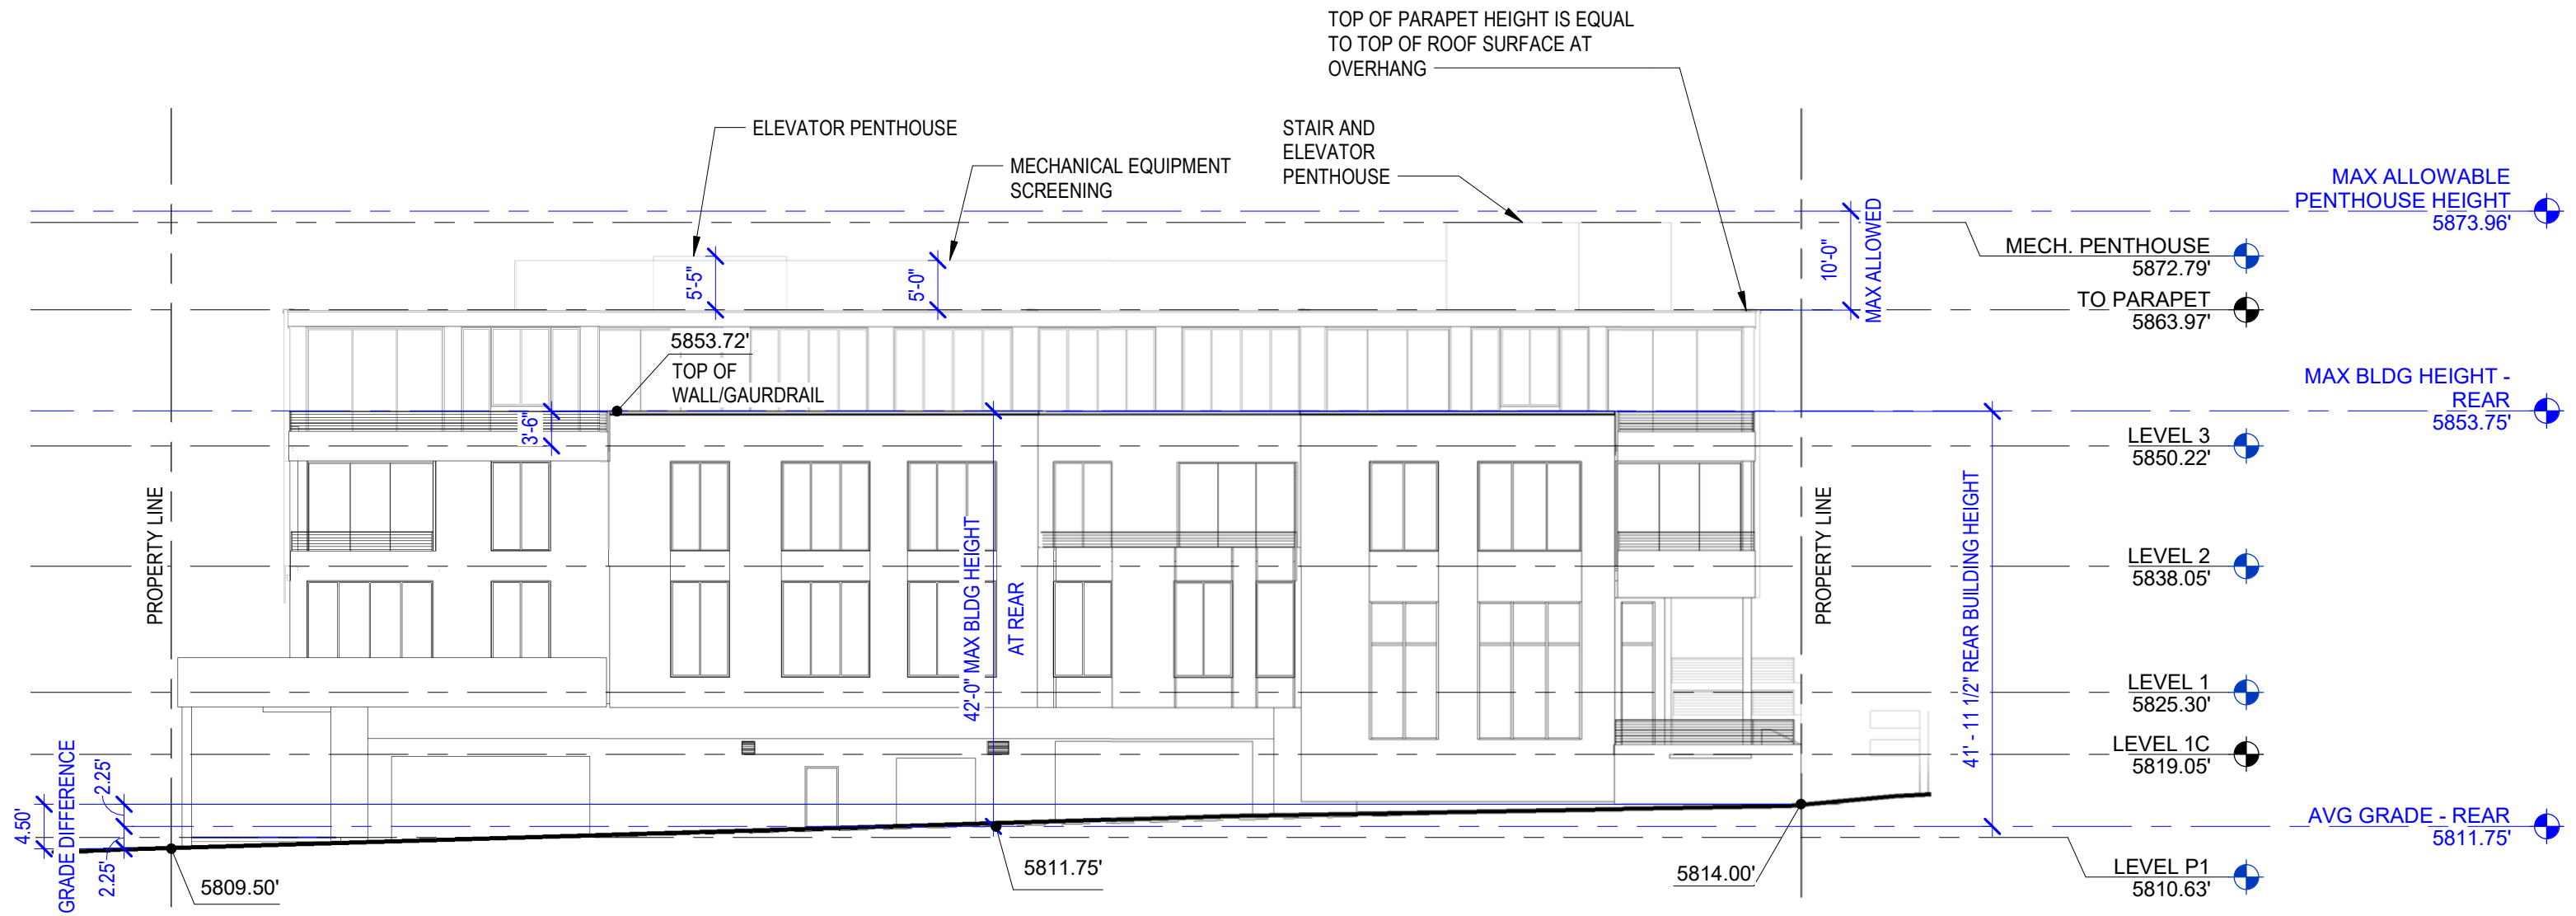 TOP OF PARAPET HEIGHT IS EQUAL
TO TOP OF ROOF SURFACE AT
OVERHANG
ELEVATOR PENTHOUSE
MECHANICAL EQUIPMENT
SCREENING
STAIR AND
ELEVATOR
PENTHOUSE
MAX ALLOWABLE
PENTHOUSE HEIGHT
5873.96'
MECH. PENTHOUSE
5872.79'
TO PARAPET
5863.97'
MAX BLDG HEIGHT -
REAR
5853.75'
LEVEL 3
5850.22'
LEVEL 2
5838.05'
LEVEL 1
5825.30'
LEVEL 1C
5819.05'
AVG GRADE - REAR
5811.75'
LEVEL P1
5810.63'
5'-5"
5'-0"
10'-0"
MAX ALLOWED
5853.72'
TOP OF
WALL/GAURDRAIL
3'-6"
PROPERTY LINE
42'-0" MAX BLDG HEIGHT
AT REAR
PROPERTY LINE
41' - 11 1/2" REAR BUILDING HEIGHT
4.50'
GRADE DIFFERENCE
2.25'
2.25'
5809.50'
5811.75'
5814.00'